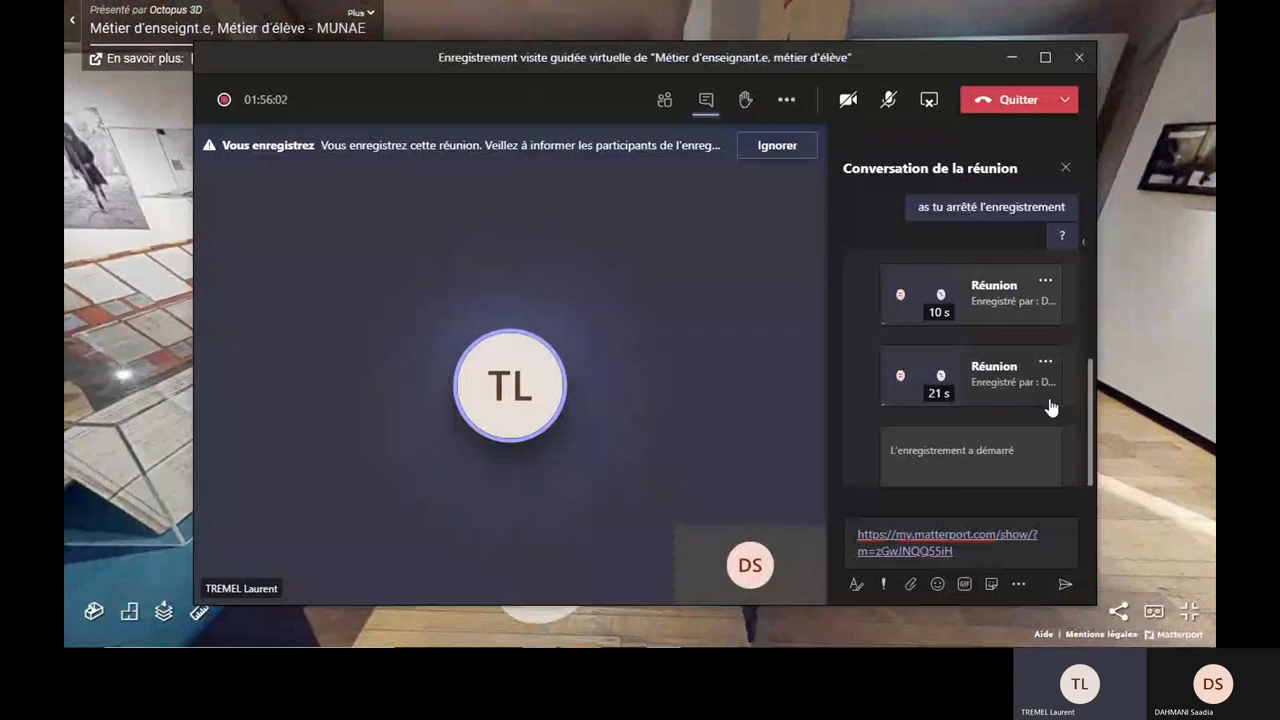 Présenté par Octopus 3D
Plus
Métier d'enseignt.e, Métier d'élève - MUNAE
En savoir plus:
Enregistrement visite guidée virtuelle de "Métier d'enseignant.e, métier d'élève"
01:56:02
Quitter
Vous enregistrez Vous enregistrez cette réunion. Veillez à informer les participants de l'enreg...
Ignorer
Conversation de la réunion
as tu arrêté l'enregistrement
?
Réunion
Enregistré par : D...
10 s
Réunion
Enregistré par : D...
21 s
L'enregistrement a démarré
TL
https://my.matterport.com/show/?
m=zGwJNQQ55iH
DS
GIF
TREMEL Laurent
Aide | Mentions légales | Matterport
TL
DS
TREMEL Laurent
DAHMANI Saadia